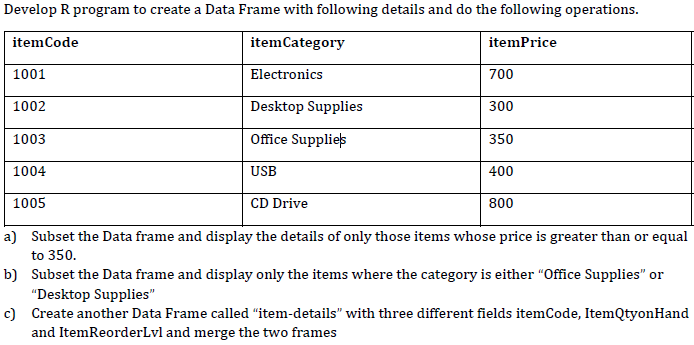 Develop R program to create a Data Frame with following details and do the following operations.
itemCode itemCategory itemPrice
1001 Electronics 700
1002 Desktop Supplies 300
1003 Office Supplies 350
1004 USB 400
1005 CD Drive 800
a) Subset the Data frame and display the details of only those items whose price is greater than or equal
to 350.
b) Subset the Data frame and display only the items where the category is either “Office Supplies” or
“Desktop Supplies”
c) Create another Data Frame called “item-details” with three different fields itemCode, ItemQtyonHand
and ItemReorderLvl and merge the two frames